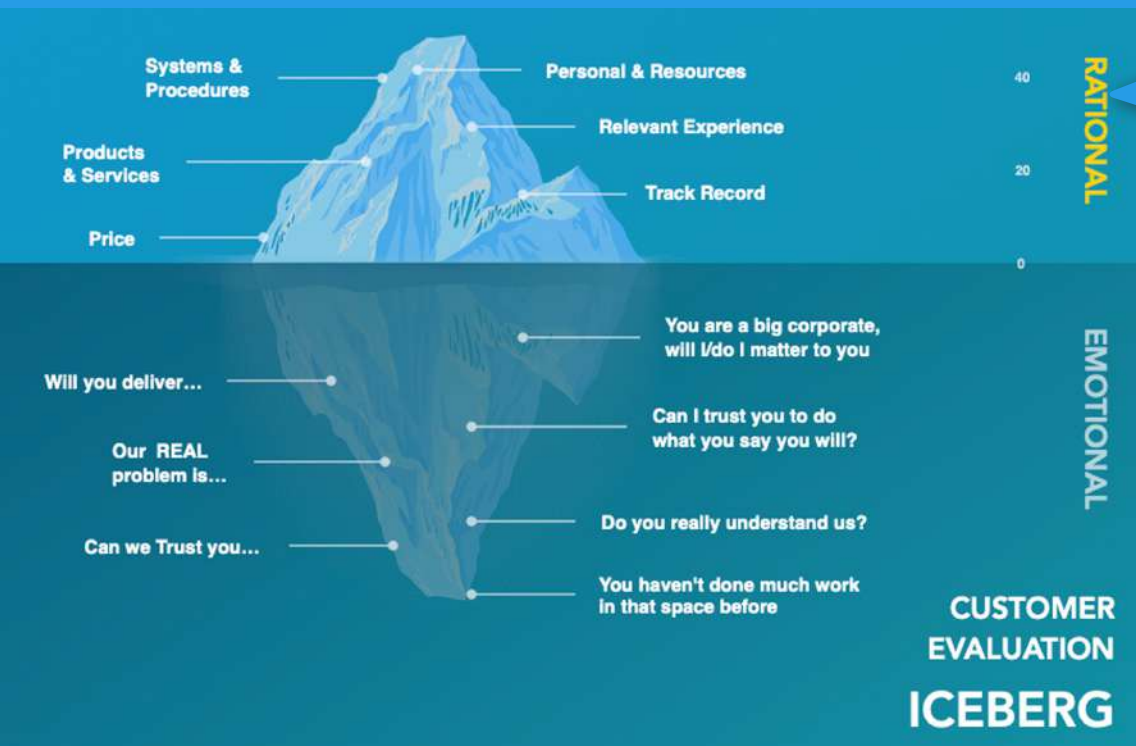 Systems &
Procedures
Personal & Resources
40
RATIONAL
Relevant Experience
Products
& Services
20
Track Record
Price
0
You are a big corporate,
will I/do I matter to you
EMOTIONAL
Will you deliver...
Can I trust you to do
what you say you will?
Our REAL
problem is...
Do you really understand us?
Can we Trust you...
You haven't done much work
in that space before
CUSTOMER
EVALUATION
ICEBERG